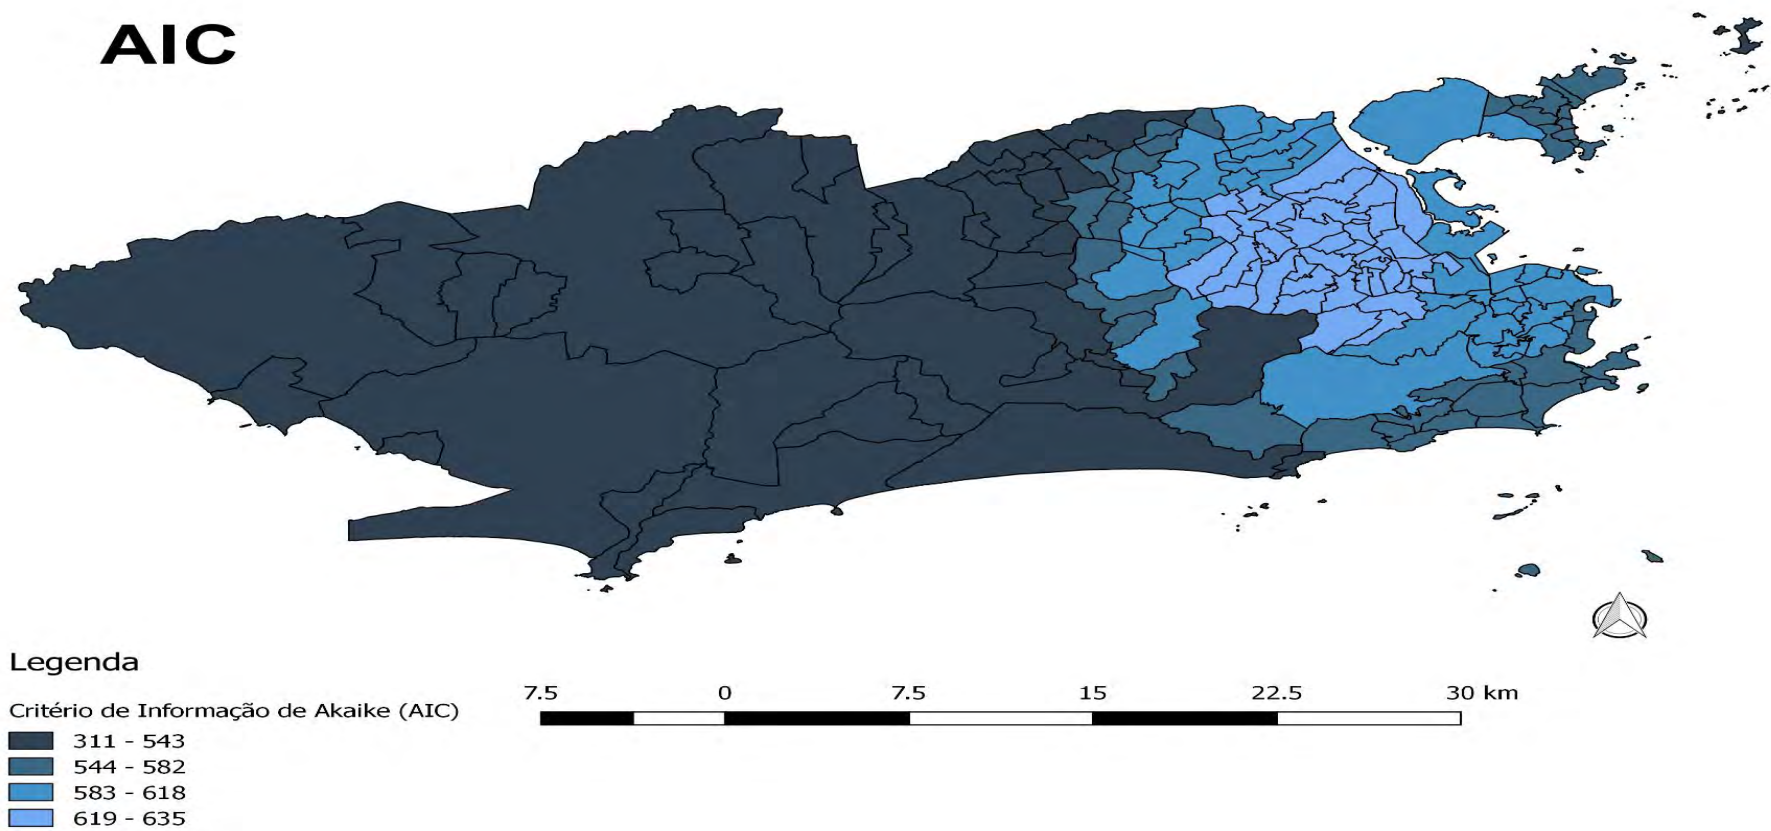 AIC
Legenda
Critério de Informação de Akaike (AIC)
311 - 543
544 - 582
583 - 618
619 - 635
7.5 0 7.5 15 22.5 30 km